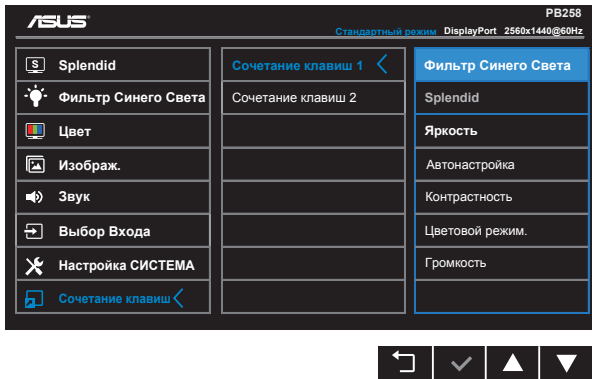 ASUS
PB258
Стандартный режим DisplayPort 2560x1440@60Hz
S Splendid
Фильтр Синего Света
Цвет
Изображ.
Звук
Выбор Входа
Настройка СИСТЕМА
Сочетание клавиш
Сочетание клавиш 1
Сочетание клавиш 2
Фильтр Синего Света
Splendid
Яркость
Автонастройка
Контрастность
Цветовой режим.
Громкость